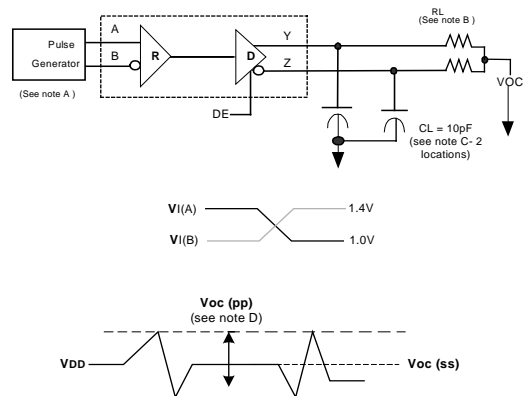 RL
(See note B )
A
Y
Pulse
Generator
B
R
D
Z
(See note A )
DE
VOC
CL = 10pF
(see note C- 2
locations)
VI(A)
1.4V
VI(B)
1.0V
Voc (pp)
(see note D)
VDD
Voc (ss)